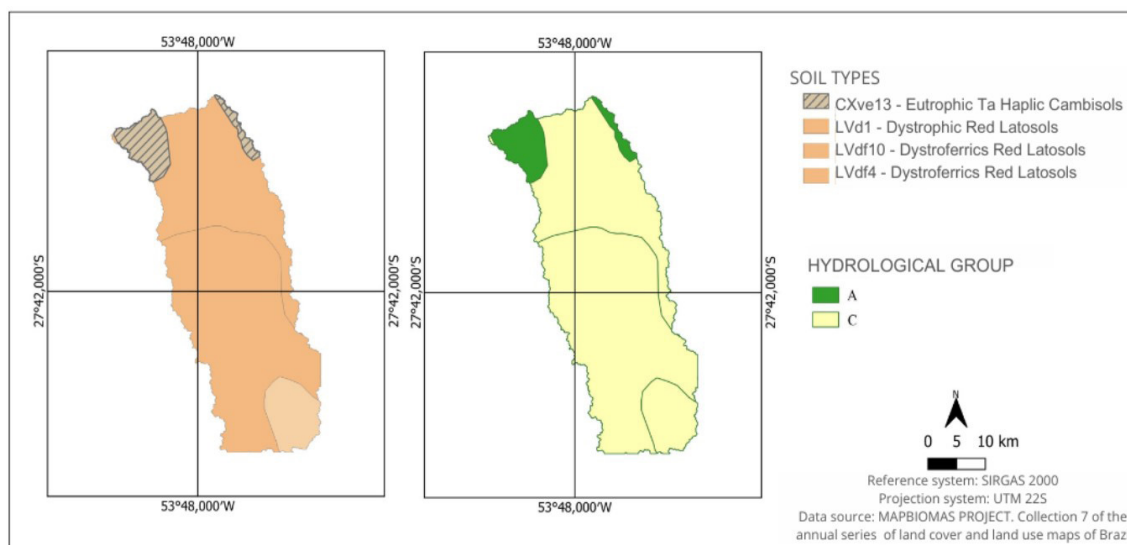 53°48,000′W
53°48,000′W
27°42,000′S
27°42,000′S
27°42,000′S
27°42,000′S
53°48,000′W
53°48,000′W
SOIL TYPES
CXve13 - Eutrophic Ta Haplic Cambisols
LVd1 - Dystrophic Red Latosols
LVdf10 - Dystroferrics Red Latosols
LVdf4 - Dystroferrics Red Latosols
HYDROLOGICAL GROUP
A
C
N
0 5 10 km
Reference system: SIRGAS 2000
Projection system: UTM 22S
Data source: MAPBIOMAS PROJECT. Collection 7 of the
annual series of land cover and land use maps of Braz